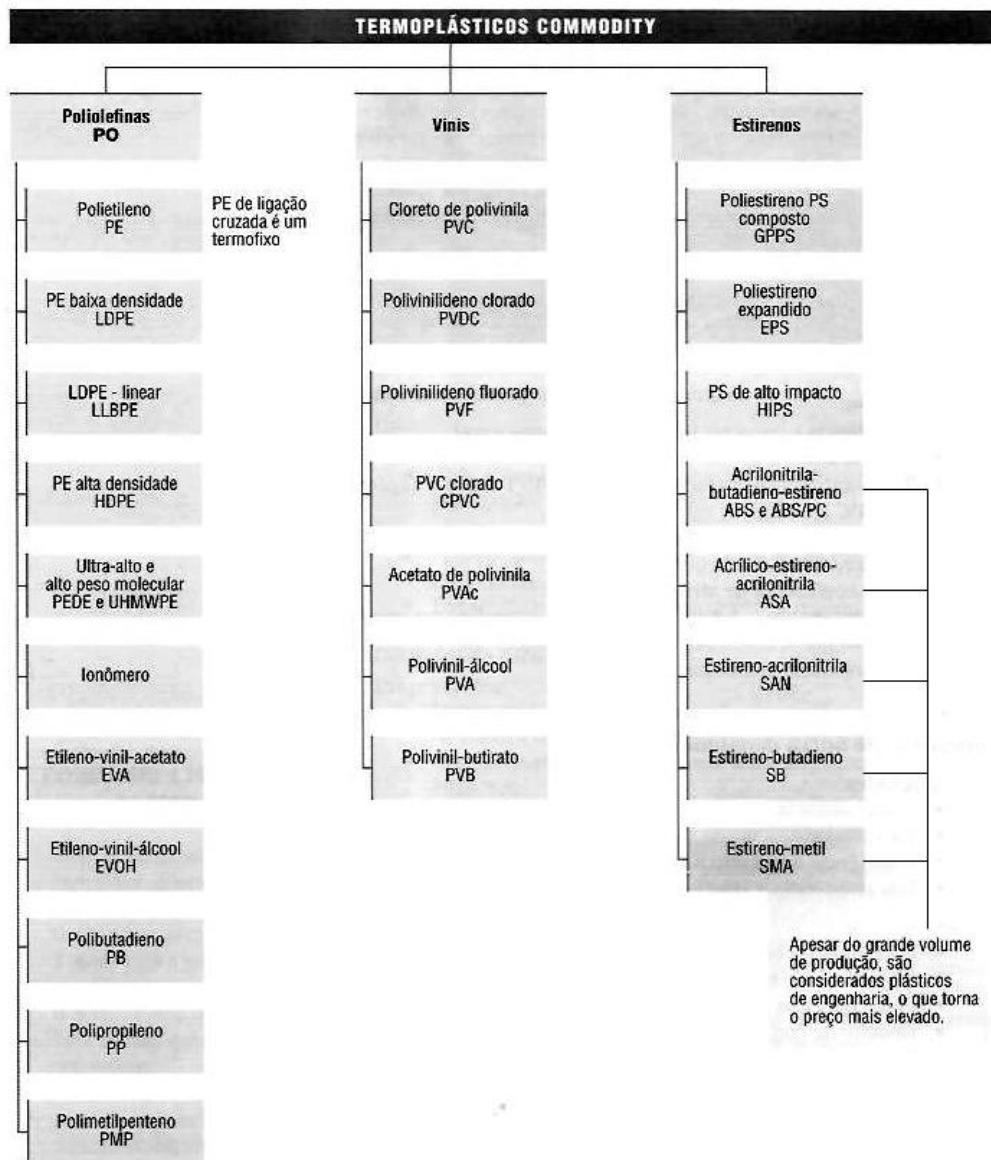 TERMOPLÁSTICOS COMMODITY
Poliolefinas
PO
Polietileno
PE
PE de ligação
cruzada é um
termofixo
PE baixa densidade
LDPE
LDPE - linear
LLBPE
PE alta densidade
HDPE
Ultra-alto e
alto peso molecular
PEDE e UHMWPE
Ionômero
Etileno-vinil-acetato
EVA
Etileno-vinil-álcool
EVOH
Polibutadieno
PB
Polipropileno
PP
Polimetilpenteno
PMP
Vinis
Cloreto de polivinila
PVC
Polivinilideno clorado
PVDC
Polivinilideno fluorado
PVF
PVC clorado
CPVC
Acetato de polivinila
PVAc
Polivinil-álcool
PVA
Polivinil-butirato
PVB
Estirenos
Poliestireno PS
composto
GPPS
Poliestireno
expandido
EPS
PS de alto impacto
HIPS
Acrilonitrila-
butadieno-estireno
ABS e ABS/PC
Acrílico-estireno-
acrilonitrila
ASA
Estireno-acrilonitrila
SAN
Estireno-butadieno
SB
Estireno-metil
SMA
Apesar do grande volume
de produção, são
considerados plásticos
de engenharia, o que torna
o preço mais elevado.